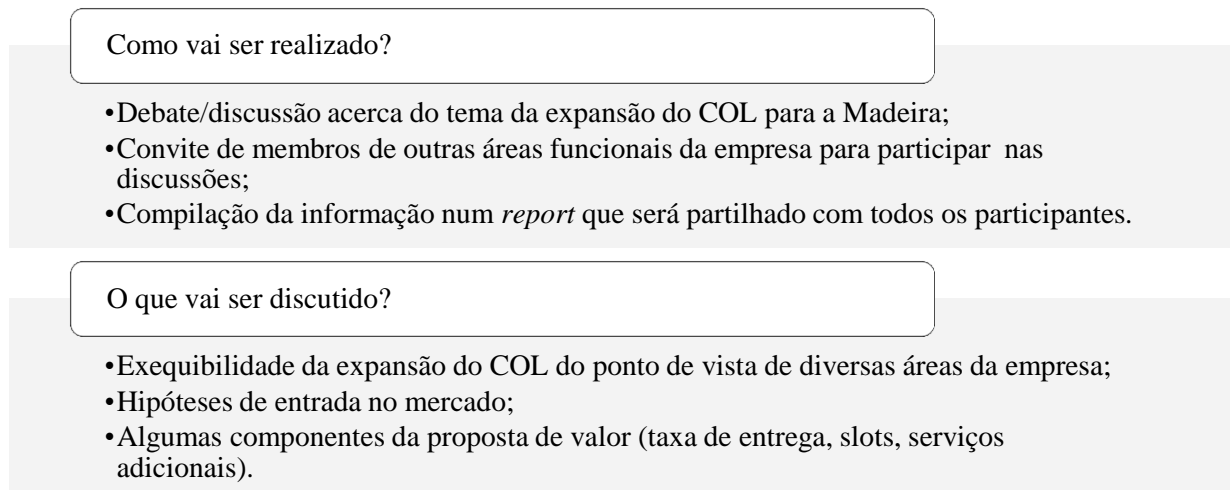 Como vai ser realizado?
•Debate/discussão acerca do tema da expansão do COL para a Madeira;
•Convite de membros de outras áreas funcionais da empresa para participar nas
discussões;
•Compilação da informação num report que será partilhado com todos os participantes.
O que vai ser discutido?
•Exequibilidade da expansão do COL do ponto de vista de diversas áreas da empresa;
•Hipóteses de entrada no mercado;
•Algumas componentes da proposta de valor (taxa de entrega, slots, serviços
adicionais).